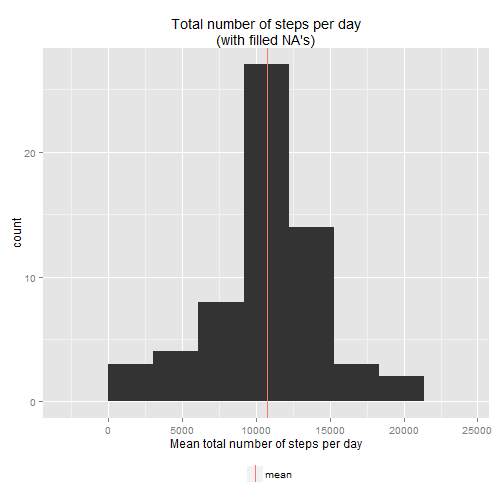 Total number of steps per day
(with filled NA's)
20
10
0
count
0 5000 10000 15000 20000 25000
Mean total number of steps per day
mean